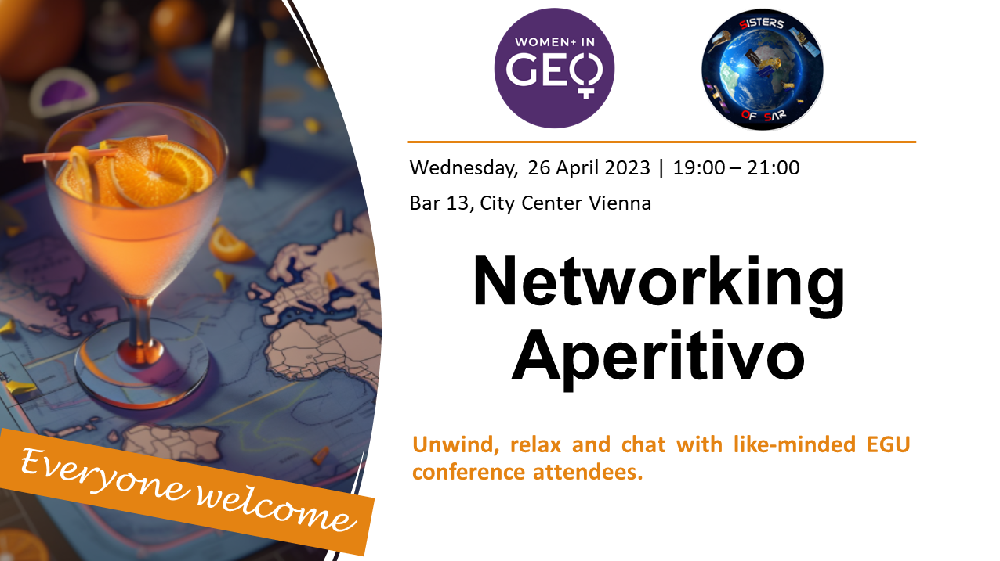 WOMEN+ IN
GEO
SISTERS
OF SAR
Wednesday, 26 April 2023 | 19:00 – 21:00
Bar 13, City Center Vienna
Networking
Aperitivo
Unwind, relax and chat with like-minded EGU
conference attendees.
Everyone welcome